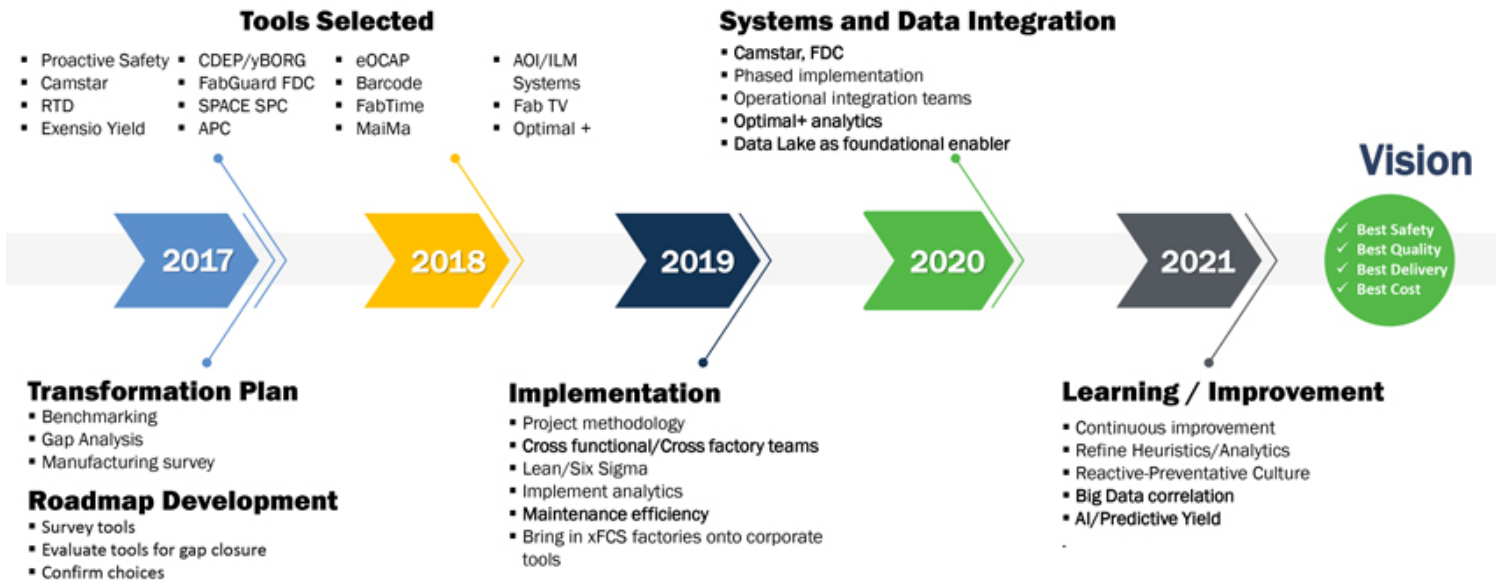 Tools Selected
▪ Proactive Safety
▪ Camstar
▪ RTD
▪ Exensio Yield
▪ CDEP/yBORG
▪ FabGuard FDC
▪ SPACE SPC
▪ APC
▪ eOCAP
▪ Barcode
▪ FabTime
▪ MaiMa
▪ AOI/ILM
Systems
▪ Fab TV
▪ Optimal +
Systems and Data Integration
▪ Camstar, FDC
▪ Phased implementation
▪ Operational integration teams
▪ Optimal+ analytics
▪ Data Lake as foundational enabler
Vision
2017
2018
2019
2020
2021
✓ Best Safety
✓ Best Quality
✓ Best Delivery
✓ Best Cost
Transformation Plan
▪ Benchmarking
▪ Gap Analysis
▪ Manufacturing survey
Roadmap Development
▪ Survey tools
▪ Evaluate tools for gap closure
▪ Confirm choices
Implementation
▪ Project methodology
▪ Cross functional/Cross factory teams
▪ Lean/Six Sigma
▪ Implement analytics
▪ Maintenance efficiency
▪ Bring in xFCS factories onto corporate
tools
Learning / Improvement
▪ Continuous improvement
▪ Refine Heuristics/Analytics
▪ Reactive-Preventative Culture
▪ Big Data correlation
▪ AI/Predictive Yield
.